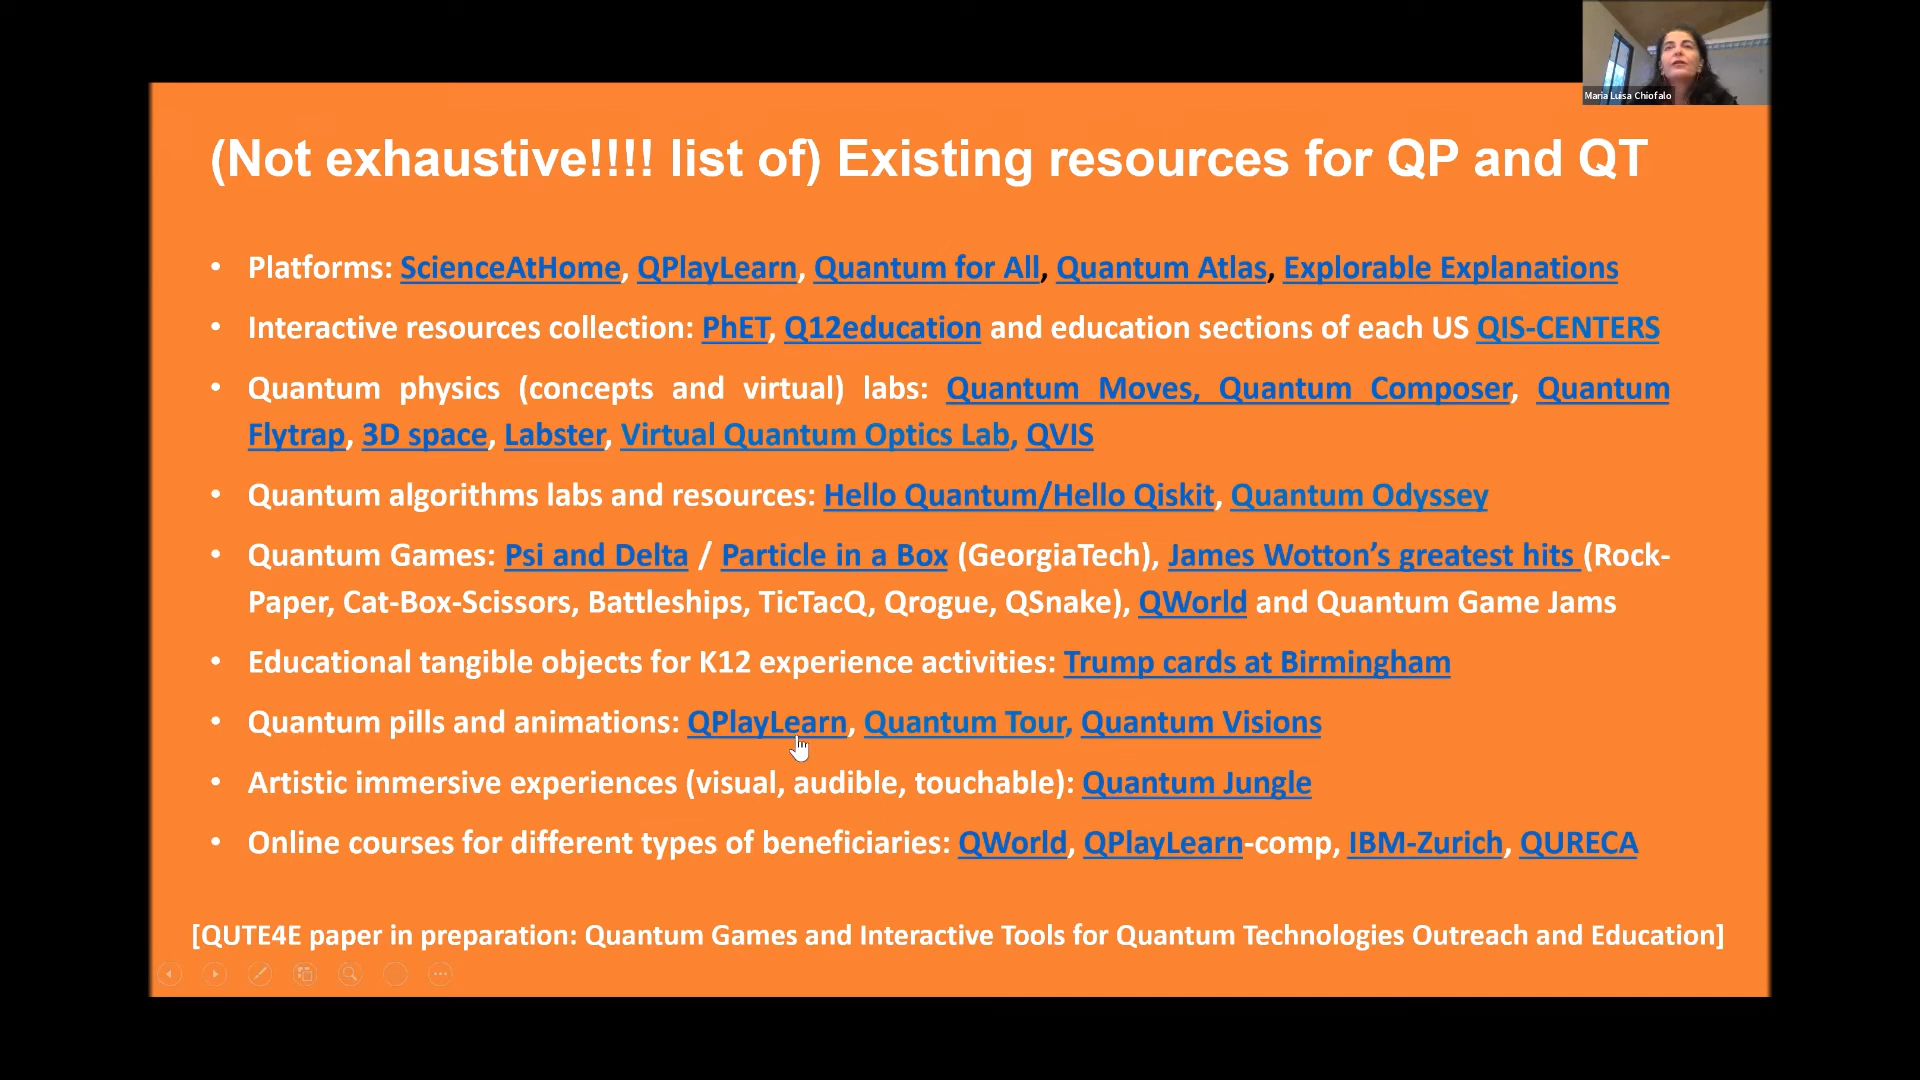 Maria Luisa Chiofalo
(Not exhaustive!!!! list of) Existing resources for QP and QT
• Platforms: ScienceAtHome, QPlayLearn, Quantum for All, Quantum Atlas, Explorable Explanations
• Interactive resources collection: PhET, Q12education and education sections of each US QIS-CENTERS
• Quantum physics (concepts and virtual) labs: Quantum Moves, Quantum Composer, Quantum
Flytrap, 3D space, Labster, Virtual Quantum Optics Lab, QVIS
• Quantum algorithms labs and resources: Hello Quantum/Hello Qiskit, Quantum Odyssey
• Quantum Games: Psi and Delta / Particle in a Box (GeorgiaTech), James Wotton’s greatest hits (Rock-
Paper, Cat-Box-Scissors, Battleships, TicTacQ, Qrogue, QSnake), QWorld and Quantum Game Jams
• Educational tangible objects for K12 experience activities: Trump cards at Birmingham
• Quantum pills and animations: QPlayLearn, Quantum Tour, Quantum Visions
• Artistic immersive experiences (visual, audible, touchable): Quantum Jungle
• Online courses for different types of beneficiaries: QWorld, QPlayLearn-comp, IBM-Zurich, QURECA
[QUTE4E paper in preparation: Quantum Games and Interactive Tools for Quantum Technologies Outreach and Education]